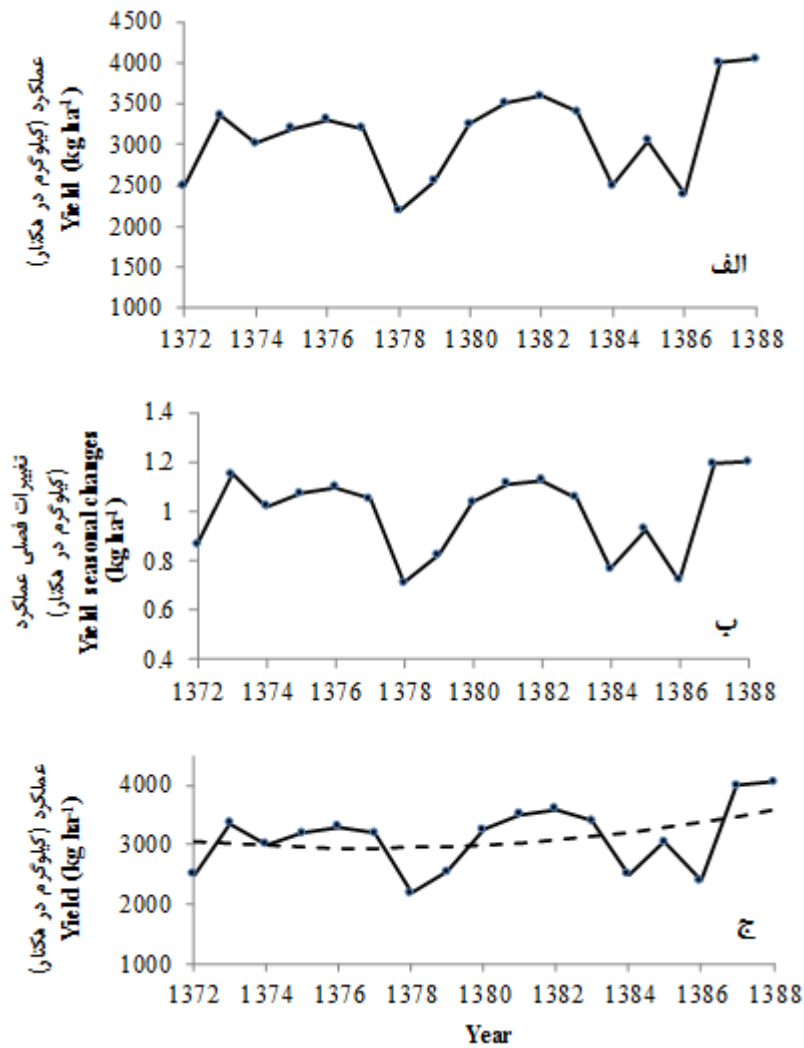 عملکرد (کیلوگرم در هکتار)
Yield (kg ha⁻¹)
4500
4000
3500
3000
2500
2000
1500
1000
1372 1374 1376 1378 1380 1382 1384 1386 1388
الف
تغییرات فصلی عملکرد
(کیلوگرم در هکتار)
Yield seasonal changes
(kg ha⁻¹)
1.4
1.2
1
0.8
0.6
0.4
1372 1374 1376 1378 1380 1382 1384 1386 1388
ب
عملکرد (کیلوگرم در هکتار)
Yield (kg ha⁻¹)
4000
3000
2000
1000
1372 1374 1376 1378 1380 1382 1384 1386 1388
ج
Year